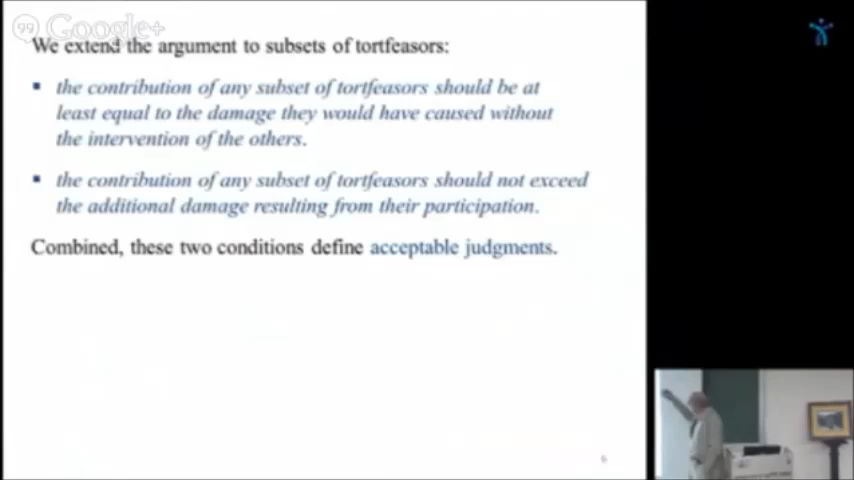 99 Google+
We extend the argument to subsets of tortfeasors:
▪ the contribution of any subset of tortfeasors should be at
least equal to the damage they would have caused without
the intervention of the others.
▪ the contribution of any subset of tortfeasors should not exceed
the additional damage resulting from their participation.
Combined, these two conditions define acceptable judgments.
6